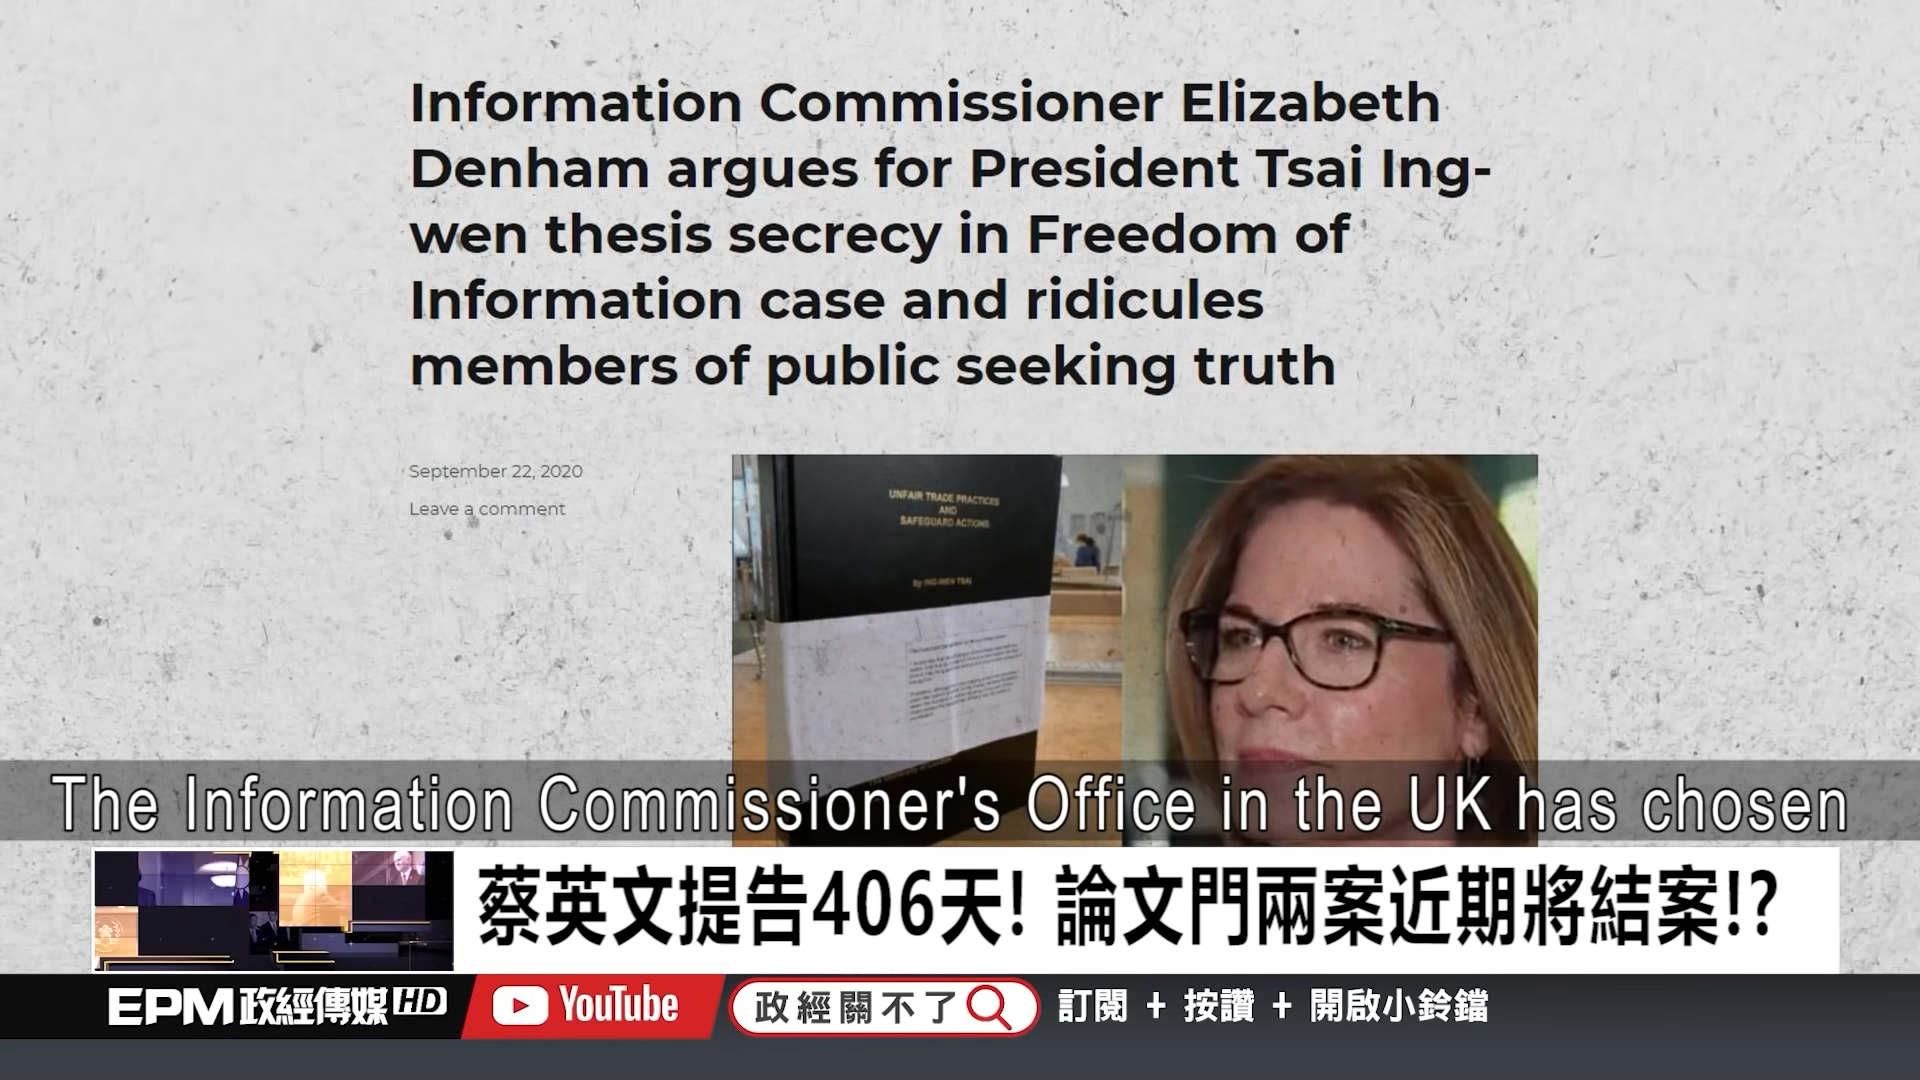 Information Commissioner Elizabeth
Denham argues for President Tsai Ing-
wen thesis secrecy in Freedom of
Information case and ridicules
members of public seeking truth
September 22, 2020
Leave a comment
UNFAIR TRADE PRACTICES
AND
SAFEGUARD ACTIONS
by ING-WEN TSAI
The Information Commissioner's Office in the UK has chosen
蔡英文提告406天! 論文門兩案近期將結案!?
EPM政經傳媒HD
YouTube
政經關不了
訂閱 + 按讚 + 開啟小鈴鐺